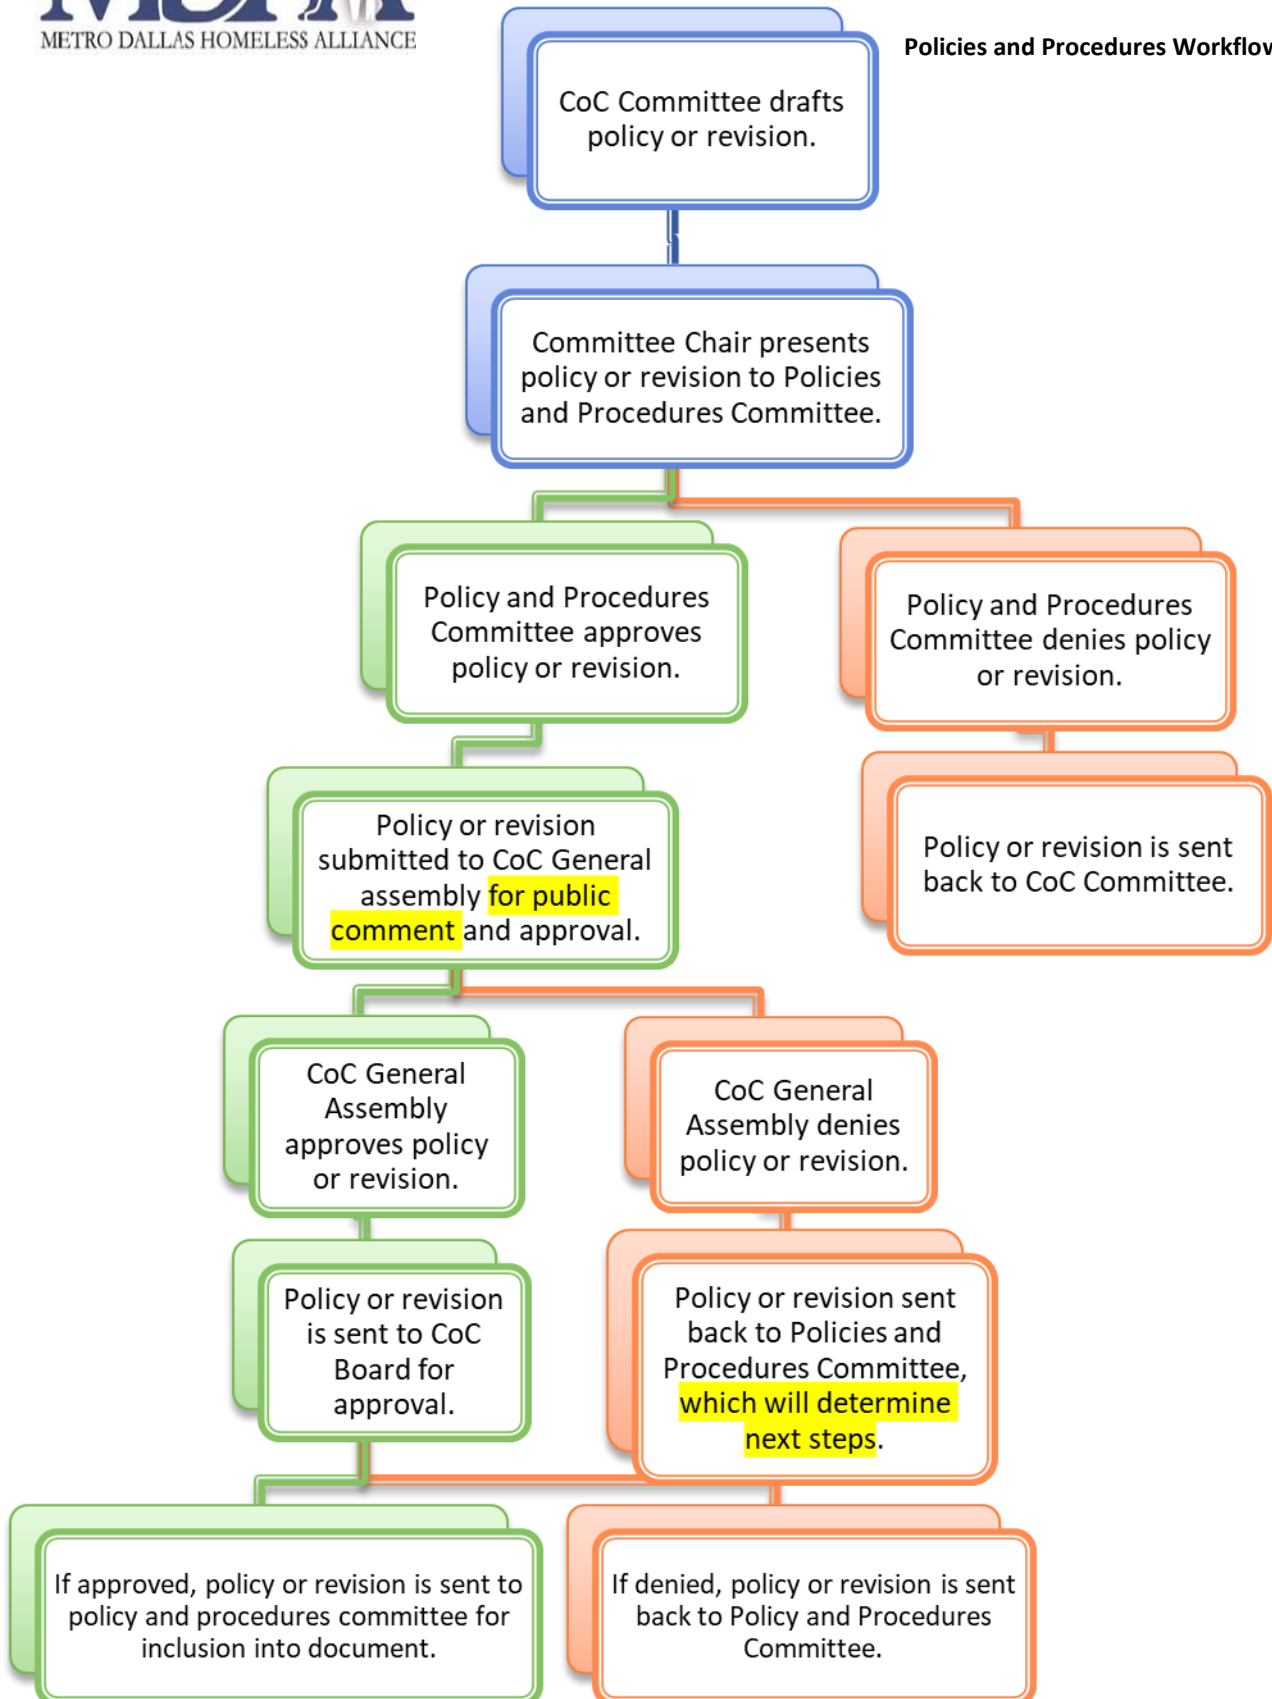 METRO DALLAS HOMELESS ALLIANCE
Policies and Procedures Workflow
CoC Committee drafts
policy or revision.
Committee Chair presents
policy or revision to Policies
and Procedures Committee.
Policy and Procedures
Committee approves
policy or revision.
Policy and Procedures
Committee denies policy
or revision.
Policy or revision
submitted to CoC General
assembly for public
comment and approval.
Policy or revision is sent
back to CoC Committee.
CoC General
Assembly
approves policy
or revision.
CoC General
Assembly denies
policy or revision.
Policy or revision
is sent to CoC
Board for
approval.
Policy or revision sent
back to Policies and
Procedures Committee,
which will determine
next steps.
If approved, policy or revision is sent to
policy and procedures committee for
inclusion into document.
If denied, policy or revision is sent
back to Policy and Procedures
Committee.